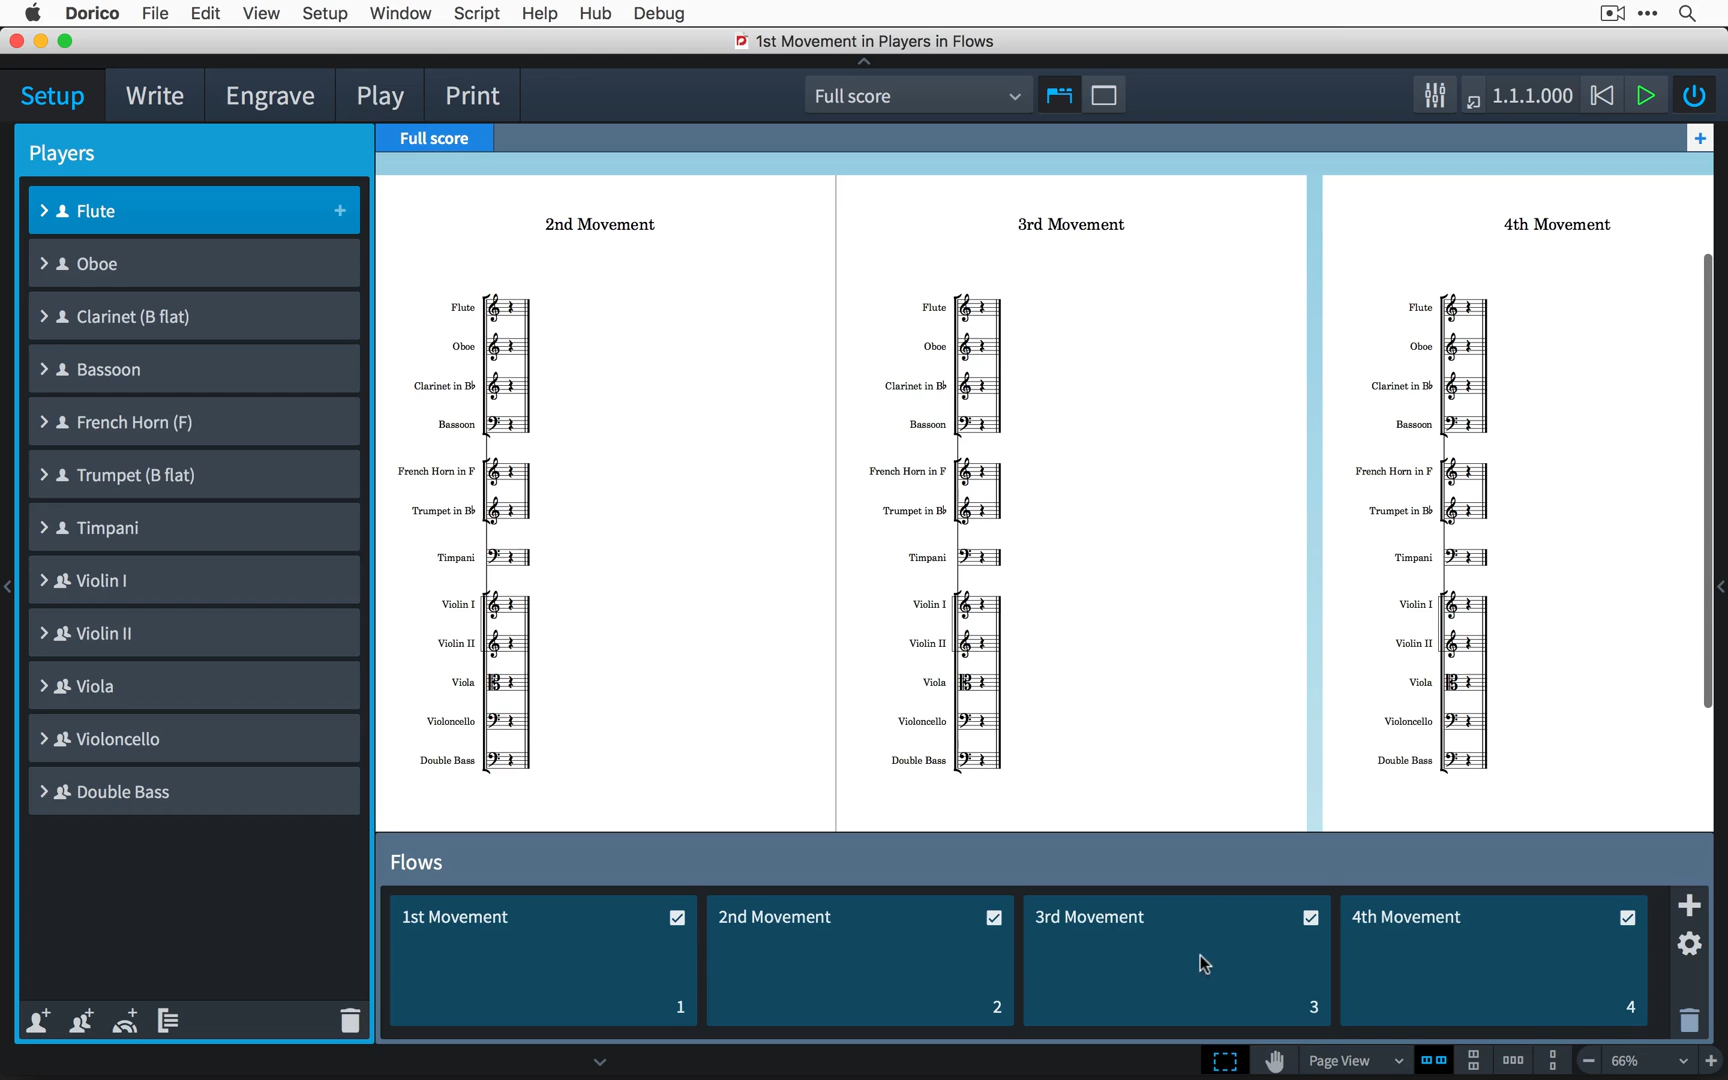 Dorico File Edit View Setup Window Script Help Hub Debug
1st Movement in Players in Flows
Setup Write Engrave Play Print Full score 1.1.1.000
Players
Full score
Flute
Oboe
Clarinet (B flat)
Bassoon
French Horn (F)
Trumpet (B flat)
Timpani
Violin I
Violin II
Viola
Violoncello
Double Bass
2nd Movement
Flute
Oboe
Clarinet in B♭
Bassoon
French Horn in F
Trumpet in B♭
Timpani
Violin I
Violin II
Viola
Violoncello
Double Bass
3rd Movement
Flute
Oboe
Clarinet in B♭
Bassoon
French Horn in F
Trumpet in B♭
Timpani
Violin I
Violin II
Viola
Violoncello
Double Bass
4th Movement
Flute
Oboe
Clarinet in B♭
Bassoon
French Horn in F
Trumpet in B♭
Timpani
Violin I
Violin II
Viola
Violoncello
Double Bass
Flows
1st Movement
1
2nd Movement
2
3rd Movement
3
4th Movement
4
Page View 66%